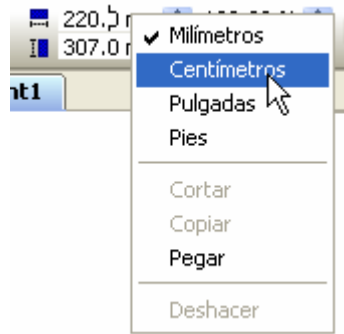 220.
307.0
Milímetros
Centímetros
nt1
Pulgadas
Pies
Cortar
Copiar
Pegar
Deshacer